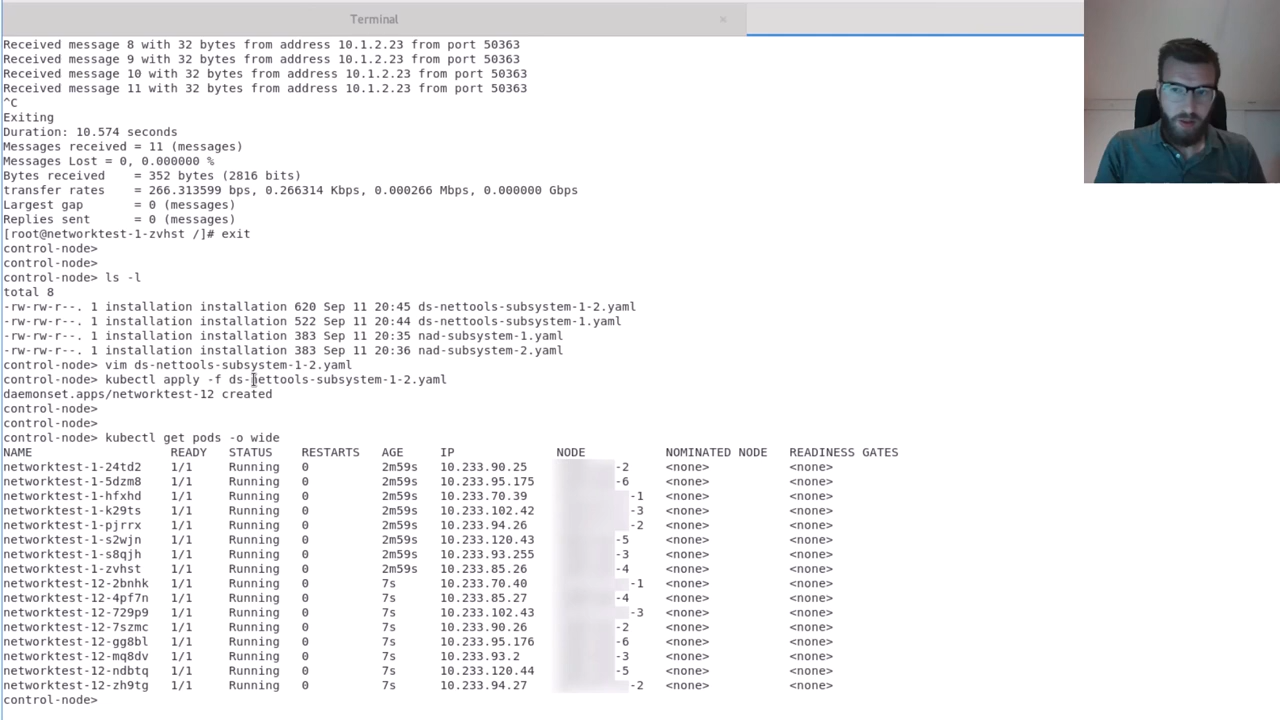 Terminal ×
Received message 8 with 32 bytes from address 10.1.2.23 from port 50363
Received message 9 with 32 bytes from address 10.1.2.23 from port 50363
Received message 10 with 32 bytes from address 10.1.2.23 from port 50363
Received message 11 with 32 bytes from address 10.1.2.23 from port 50363
^C
Exiting
Duration: 10.574 seconds
Messages received = 11 (messages)
Messages Lost = 0, 0.000000 %
Bytes received    = 352 bytes (2816 bits)
transfer rates    = 266.313599 bps, 0.266314 Kbps, 0.000266 Mbps, 0.000000 Gbps
Largest gap       = 0 (messages)
Replies sent      = 0 (messages)
[root@networktest-1-zvhst /]# exit
control-node>
control-node>
control-node> ls -l
total 8
-rw-rw-r--. 1 installation installation 620 Sep 11 20:45 ds-nettools-subsystem-1-2.yaml
-rw-rw-r--. 1 installation installation 522 Sep 11 20:44 ds-nettools-subsystem-1.yaml
-rw-rw-r--. 1 installation installation 383 Sep 11 20:35 nad-subsystem-1.yaml
-rw-rw-r--. 1 installation installation 383 Sep 11 20:36 nad-subsystem-2.yaml
control-node> vim ds-nettools-subsystem-1-2.yaml
control-node> kubectl apply -f ds-nettools-subsystem-1-2.yaml
daemonset.apps/networktest-12 created
control-node>
control-node>
control-node> kubectl get pods -o wide
NAME                   READY   STATUS    RESTARTS   AGE     IP              NODE           NOMINATED NODE   READINESS GATES
networktest-1-24td2    1/1     Running   0          2m59s   10.233.90.25    -2     <none>           <none>
networktest-1-5dzm8    1/1     Running   0          2m59s   10.233.95.175   -6     <none>           <none>
networktest-1-hfxhd    1/1     Running   0          2m59s   10.233.70.39    -1   <none>           <none>
networktest-1-k29ts    1/1     Running   0          2m59s   10.233.102.42   -3   <none>           <none>
networktest-1-pjrrx    1/1     Running   0          2m59s   10.233.94.26    -2   <none>           <none>
networktest-1-s2wjn    1/1     Running   0          2m59s   10.233.120.43   -5     <none>           <none>
networktest-1-s8qjh    1/1     Running   0          2m59s   10.233.93.255   -3     <none>           <none>
networktest-1-zvhst    1/1     Running   0          2m59s   10.233.85.26    -4     <none>           <none>
networktest-12-2bnhk   1/1     Running   0          7s      10.233.70.40    -1   <none>           <none>
networktest-12-4pf7n   1/1     Running   0          7s      10.233.85.27    -4     <none>           <none>
networktest-12-729p9   1/1     Running   0          7s      10.233.102.43   -3   <none>           <none>
networktest-12-7szmc   1/1     Running   0          7s      10.233.90.26    -2     <none>           <none>
networktest-12-gg8bl   1/1     Running   0          7s      10.233.95.176   -6     <none>           <none>
networktest-12-mq8dv   1/1     Running   0          7s      10.233.93.2     -3     <none>           <none>
networktest-12-ndbtq   1/1     Running   0          7s      10.233.120.44   -5     <none>           <none>
networktest-12-zh9tg   1/1     Running   0          7s      10.233.94.27    -2   <none>           <none>
control-node>